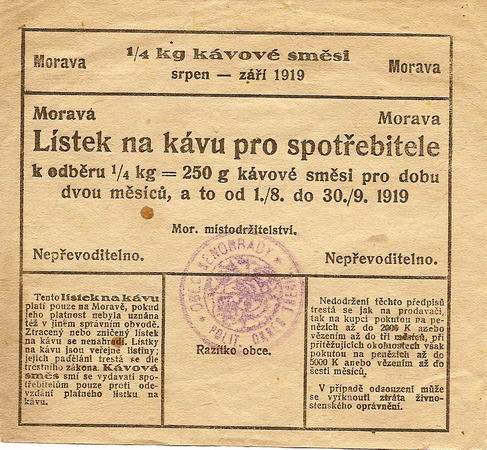 Morava
1/4 kg kávové směsi
srpen — září 1919
Morava
Morava
Morava
Lístek na kávu pro spotřebitele
k odběru 1/4 kg = 250 g kávové směsi pro dobu
dvou měsíců, a to od 1./8. do 30./9. 1919
Mor. místodržitelství.
Nepřevoditelno.
Nepřevoditelno.
Tento lístek na kávu
platí pouze na Moravě, pokud
jeho platnost nebyla uznána
též v jiném správním obvodě.
Ztracený nebo zničený lístek
na kávu se nenahradí. Lístky
na kávu jsou veřejné listiny;
jejich padělání trestá se dle
trestního zákona. Kávová
směs smí se vydávati spo-
třebitelům pouze proti ode-
vzdání platného lístku na
kávu.
POLIT. OKRES
Razítko obce.
Nedodržení těchto předpisů
trestá se jak na prodavači,
tak na kupci pokutou na pe-
nězích až do 2000 K anebo
vězením až do tří měsíců, při
přitěžujících okolnostech však
pokutou na penězích až do
5000 K anebo vězením až do
šesti měsíců.
V případě odsouzení může
se vyřknouti ztráta živno-
stenského oprávnění.